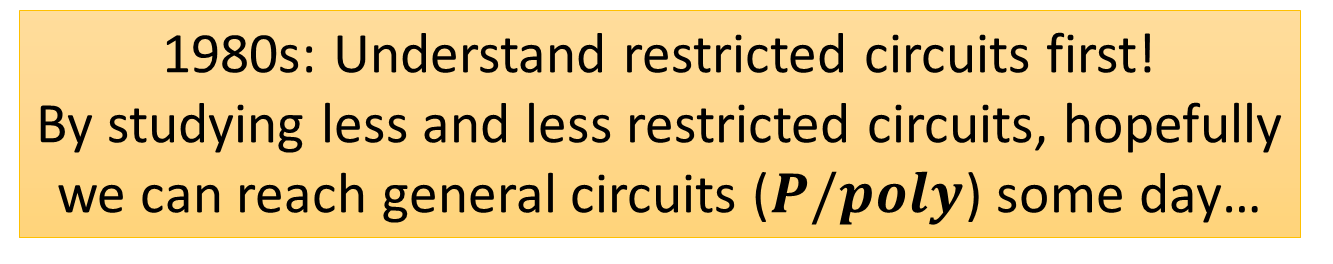 1980s: Understand restricted circuits first!
By studying less and less restricted circuits, hopefully
we can reach general circuits (P/poly) some day…